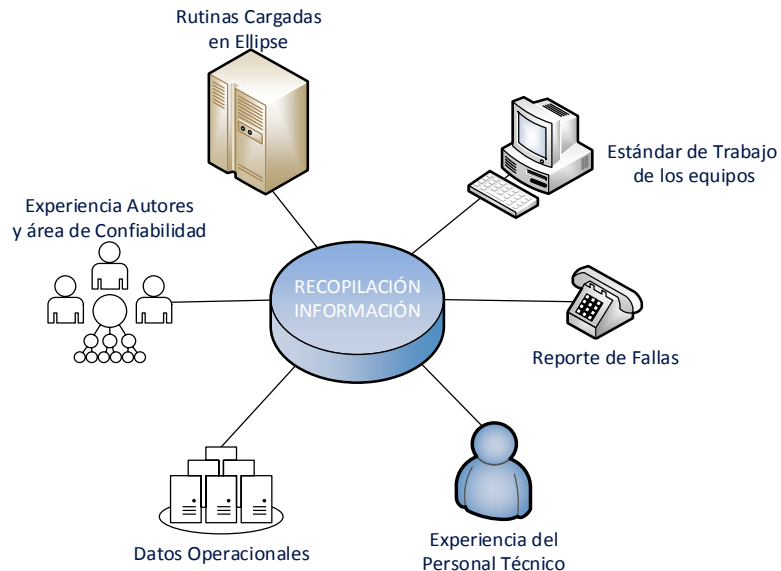 Rutinas Cargadas
en Ellipse
Estándar de Trabajo
de los equipos
Experiencia Autores
y área de Confiabilidad
RECOPILACIÓN
INFORMACIÓN
Reporte de Fallas
Datos Operacionales
Experiencia del
Personal Técnico